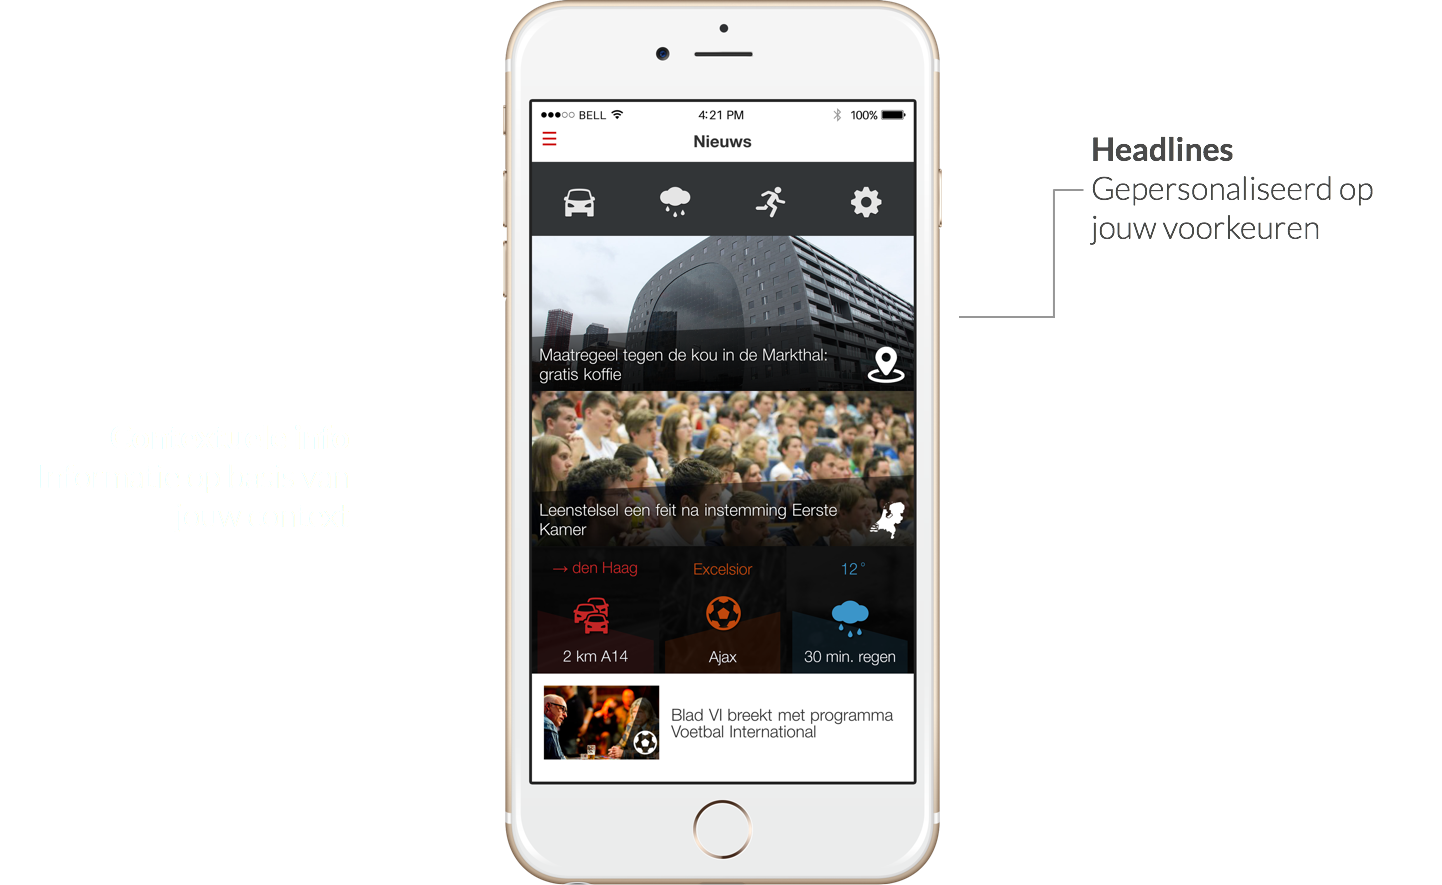 BELL
4:21 PM
100%
Nieuws
Headlines
Gepersonaliseerd op
jouw voorkeuren
Maatregeel tegen de kou in de Markthal:
gratis koffie
Leenstelsel een feit na instemming Eerste
Kamer
→ den Haag
Excelsior
12°
2 km A14
Ajax
30 min. regen
Blad VI breekt met programma
Voetbal International